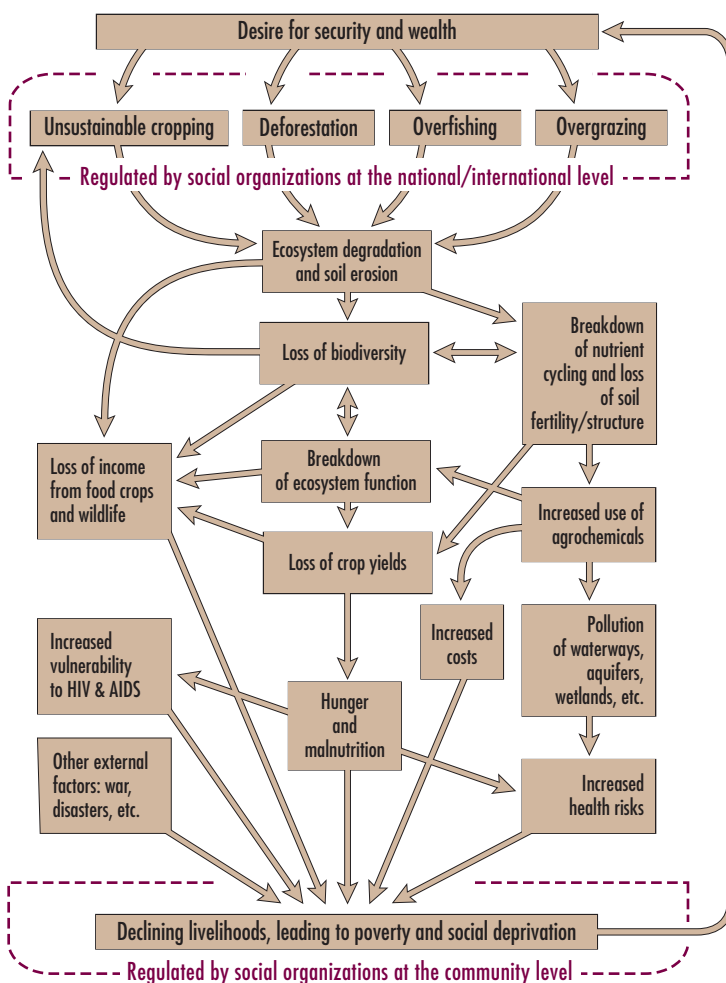 Desire for security and wealth
Unsustainable cropping
Deforestation
Overfishing
Overgrazing
Regulated by social organizations at the national/international level
Ecosystem degradation
and soil erosion
Loss of biodiversity
Breakdown
of nutrient
cycling and loss
of soil
fertility/structure
Loss of income
from food crops
and wildlife
Breakdown
of ecosystem function
Increased use of
agrochemicals
Loss of crop yields
Increased
vulnerability
to HIV & AIDS
Increased
costs
Pollution
of waterways,
aquifers,
wetlands, etc.
Hunger
and
malnutrition
Other external
factors: war,
disasters, etc.
Increased
health risks
Declining livelihoods, leading to poverty and social deprivation
Regulated by social organizations at the community level